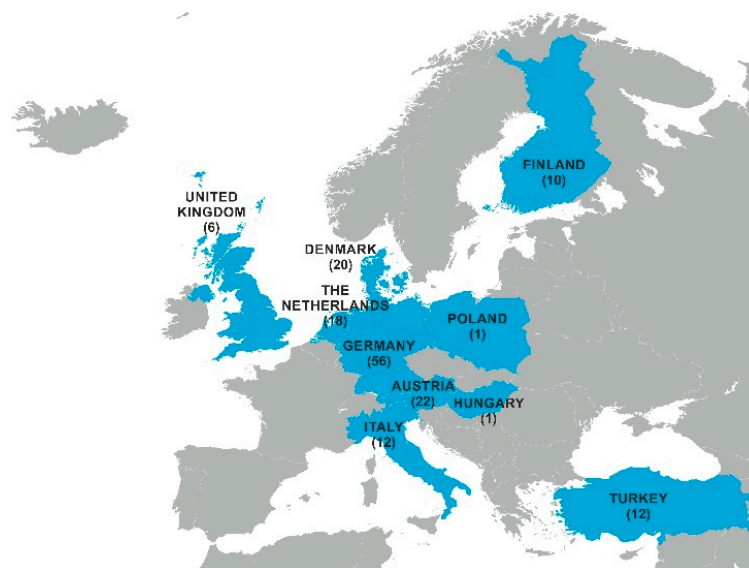 FINLAND
(10)
UNITED
KINGDOM
(6)
DENMARK
(20)
THE
NETHERLANDS
(18)
POLAND
(1)
GERMANY
(56)
AUSTRIA
(22)
HUNGARY
(1)
ITALY
(12)
TURKEY
(12)